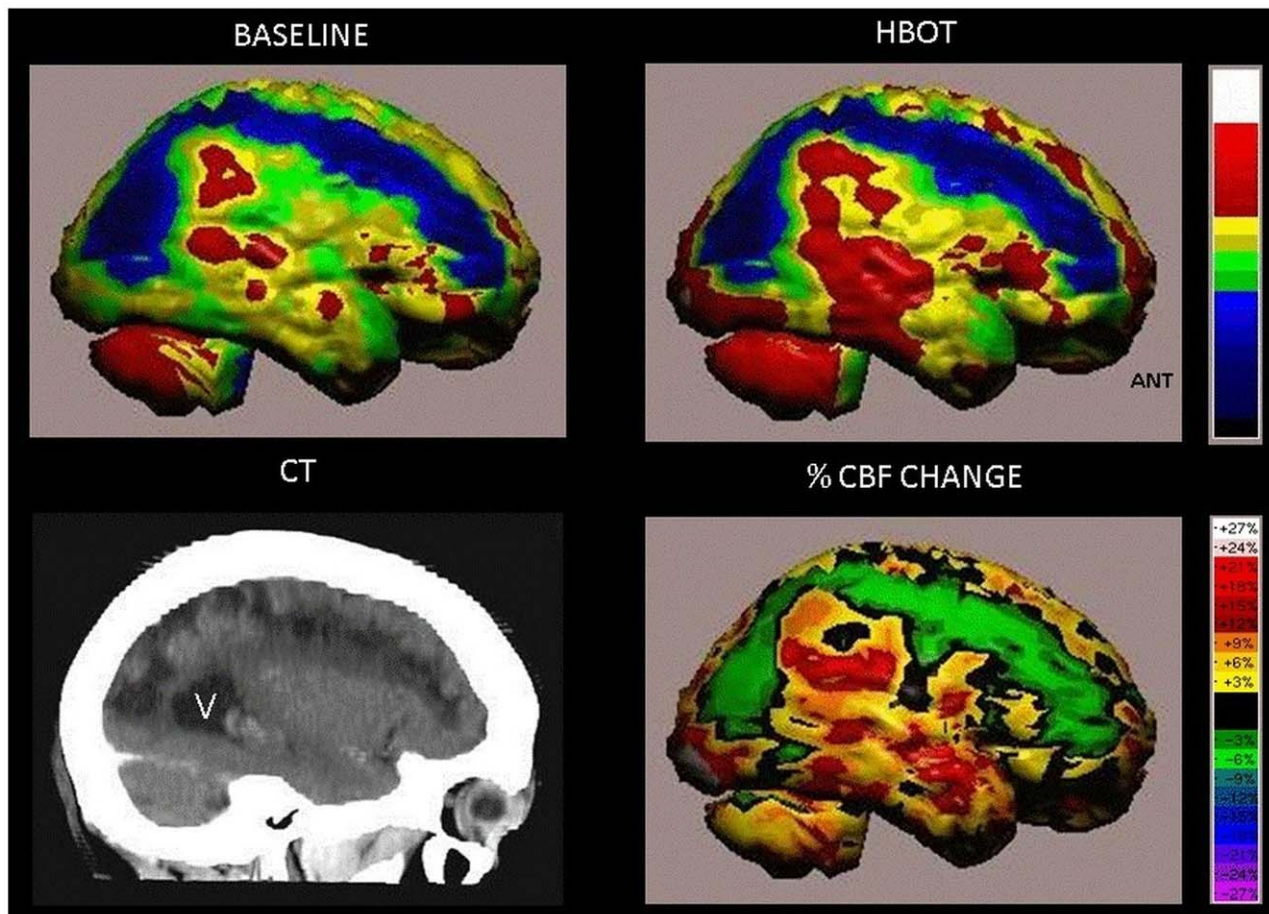 BASELINE
HBOT
ANT
CT
% CBF CHANGE
V
+27%
+24%
+21%
+18%
+15%
+12%
+9%
+6%
+3%
-3%
-6%
-9%
-12%
-15%
-21%
-24%
-27%